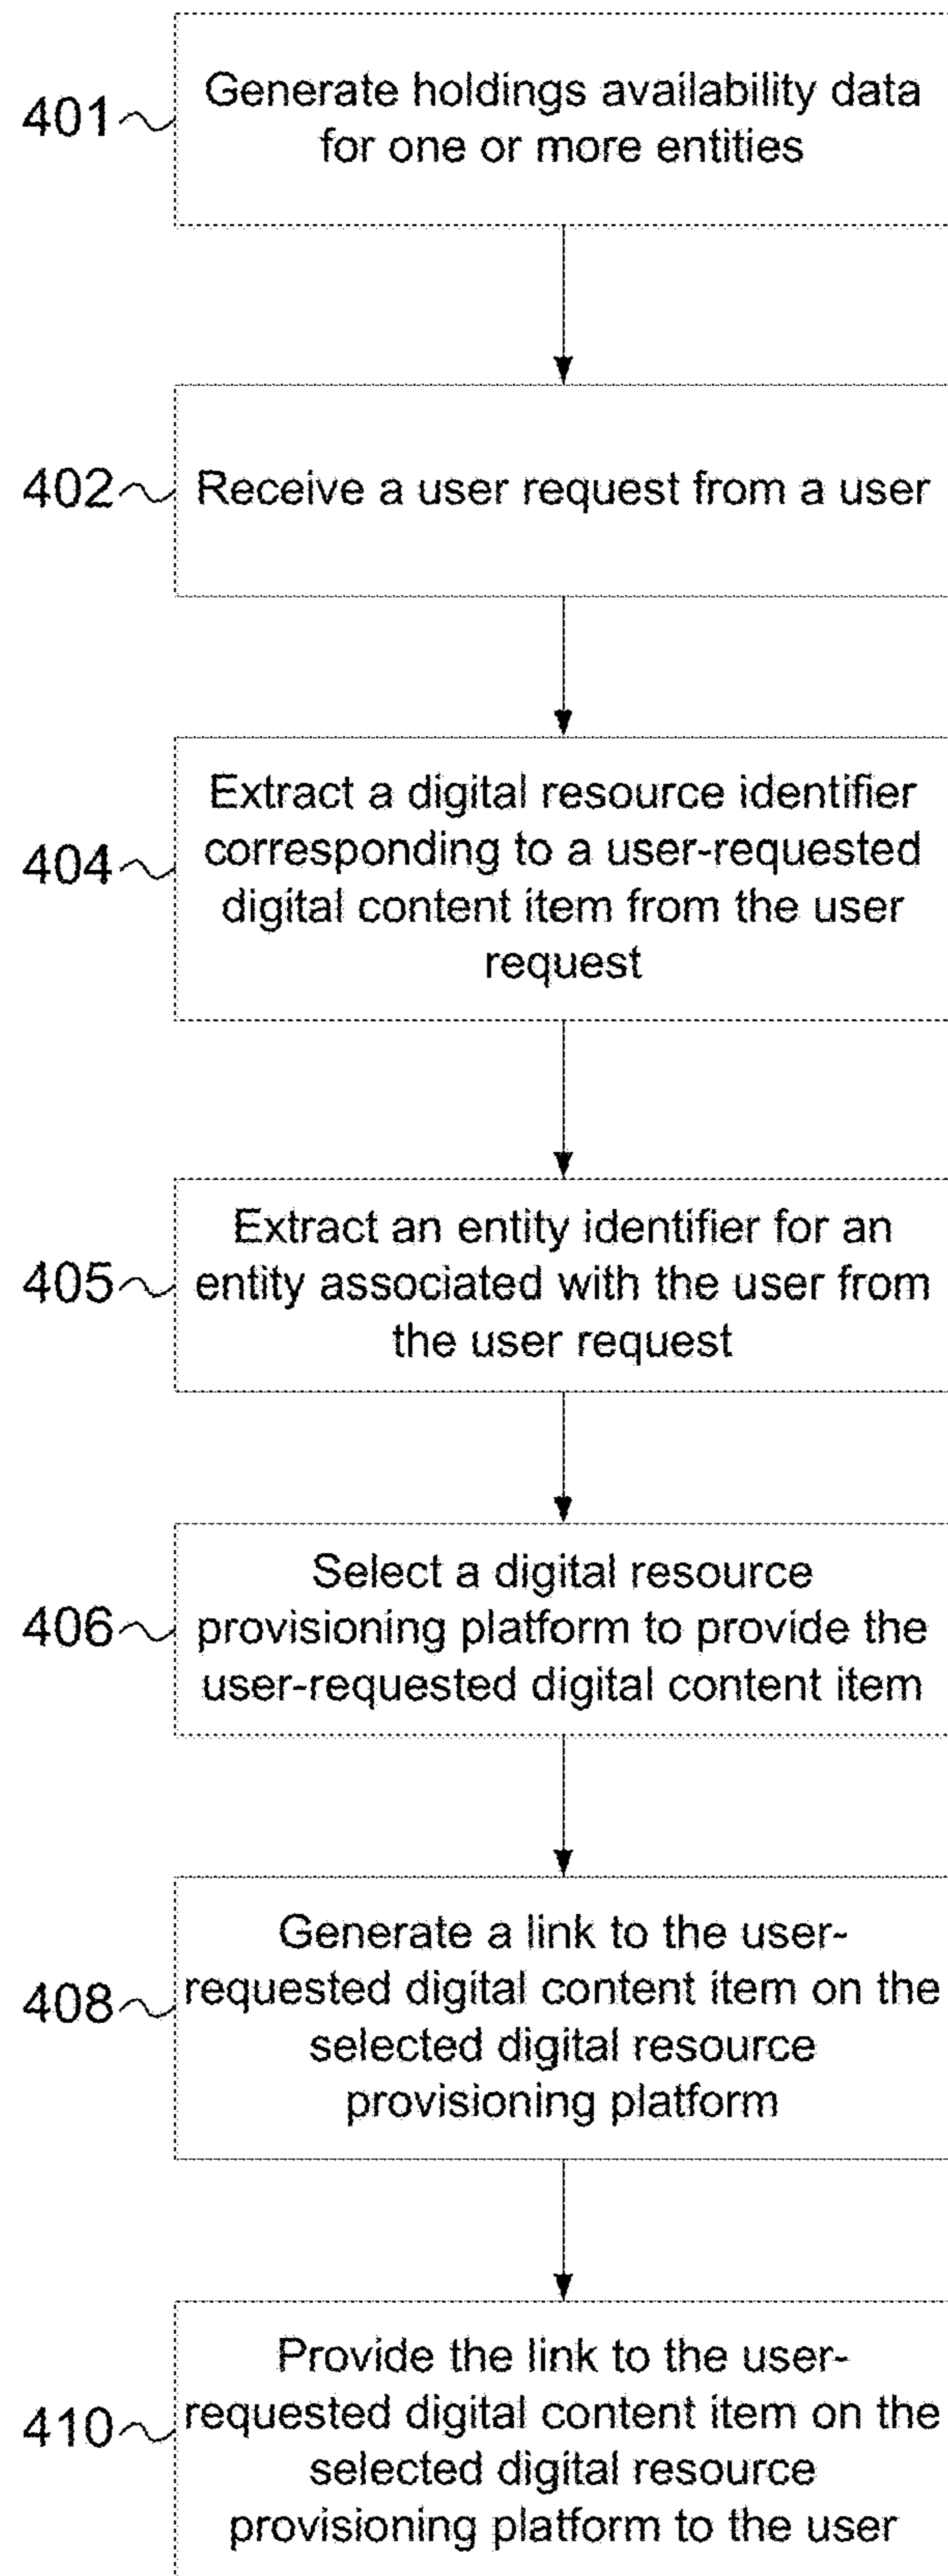 401
Generate holdings availability data
for one or more entities
402
Receive a user request from a user
404
Extract a digital resource identifier
corresponding to a user-requested
digital content item from the user
request
405
Extract an entity identifier for an
entity associated with the user from
the user request
406
Select a digital resource
provisioning platform to provide the
user-requested digital content item
408
Generate a link to the user-
requested digital content item on the
selected digital resource
provisioning platform
410
Provide the link to the user-
requested digital content item on the
selected digital resource
provisioning platform to the user